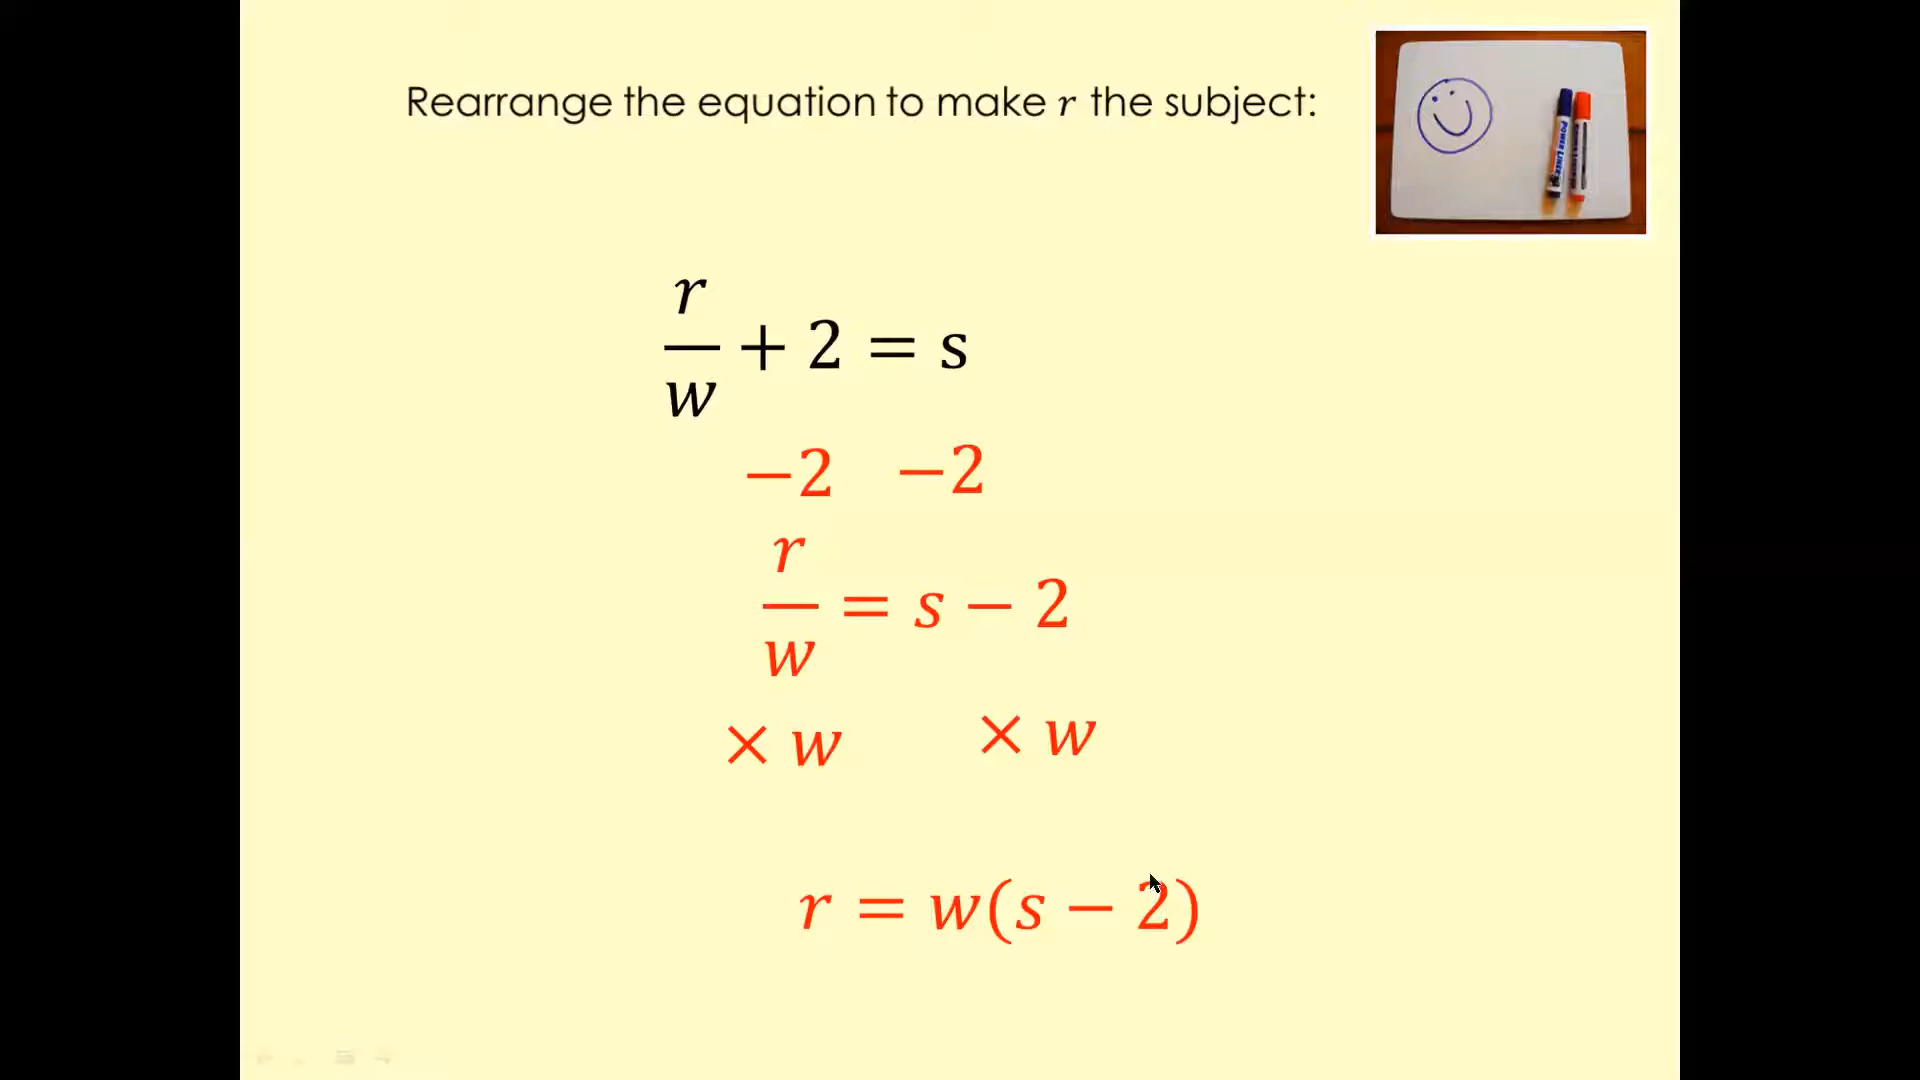 Rearrange the equation to make r the subject:
r/w + 2 = s
−2 −2
r/w = s − 2
× w × w
r = w(s − 2)